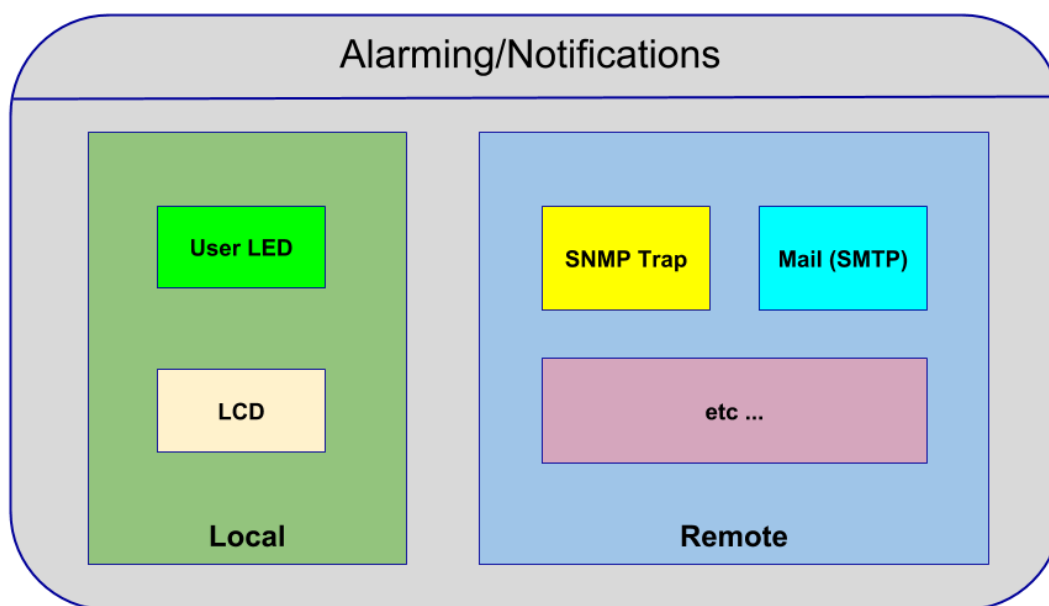 Alarming/Notifications
User LED
LCD
Local
SNMP Trap
Mail (SMTP)
etc ...
Remote